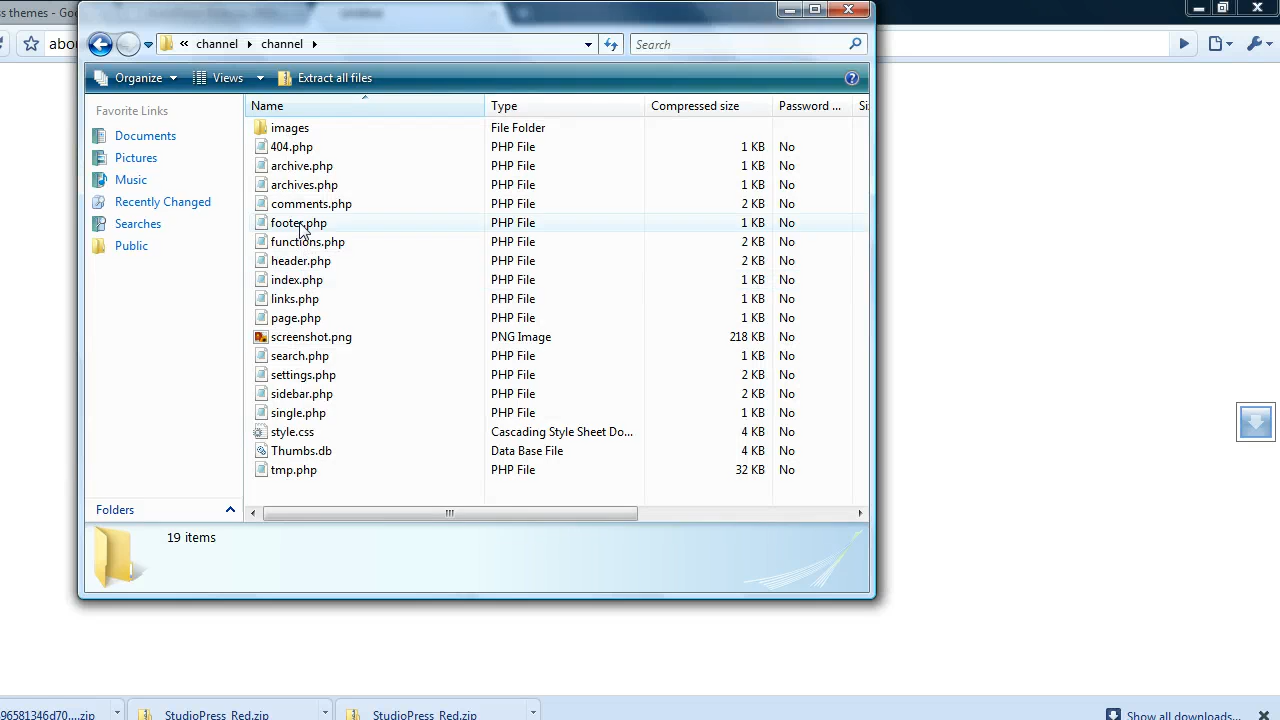 s themes - Goo
abou
« channel channel
Search
Organize Views Extract all files
Favorite Links
Documents
Pictures
Music
Recently Changed
Searches
Public
Folders
Name Type Compressed size Password ... Si
images File Folder
404.php PHP File 1 KB No
archive.php PHP File 1 KB No
archives.php PHP File 1 KB No
comments.php PHP File 2 KB No
footer.php PHP File 1 KB No
functions.php PHP File 2 KB No
header.php PHP File 2 KB No
index.php PHP File 1 KB No
links.php PHP File 1 KB No
page.php PHP File 1 KB No
screenshot.png PNG Image 218 KB No
search.php PHP File 1 KB No
settings.php PHP File 2 KB No
sidebar.php PHP File 2 KB No
single.php PHP File 1 KB No
style.css Cascading Style Sheet Do... 4 KB No
Thumbs.db Data Base File 4 KB No
tmp.php PHP File 32 KB No
19 items
96581346d70....zip StudioPress_Red.zip StudioPress_Red.zip Show all downloads...